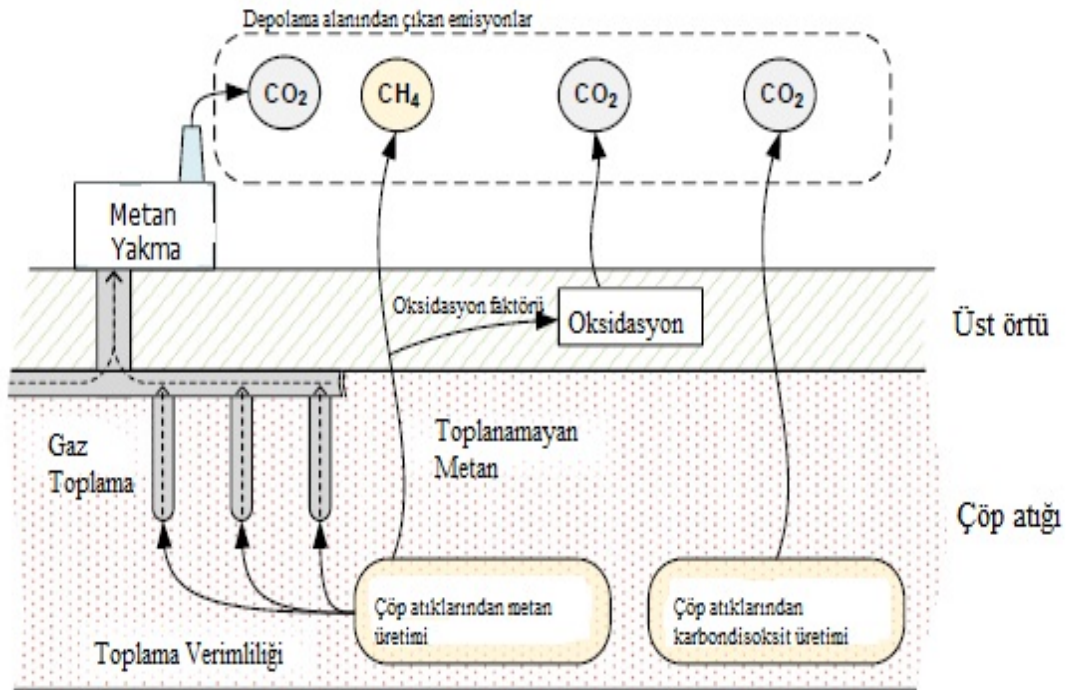 Depolama alanından çıkan emisyonlar
CO2
CH4
CO2
CO2
Metan
Yakma
Oksidasyon faktörü
Oksidasyon
Üst örtü
Gaz
Toplama
Toplanamayan
Metan
Çöp atığı
Çöp atıklarından metan
üretimi
Çöp atıklarından
karbondisoksit üretimi
Toplama Verimliliği